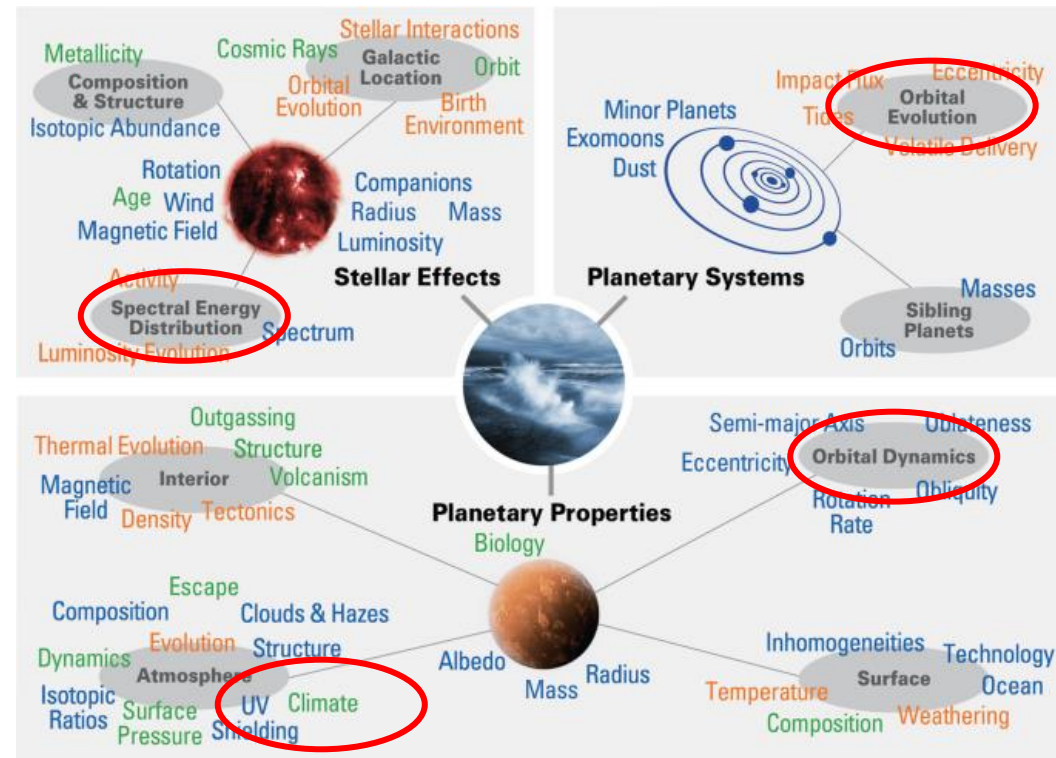 Stellar Interactions
Metallicity
Cosmic Rays
Galactic
Location
Orbit
Composition
& Structure
Orbital
Evolution
Birth
Environment
Isotopic Abundance
Rotation
Age Wind
Magnetic Field
Companions
Radius Mass
Luminosity
Activity
Stellar Effects
Spectral Energy
Distribution
Spectrum
Luminosity Evolution
Impact Flux
Eccentricity
Orbital
Evolution
Tides
Volatile Delivery
Minor Planets
Exomoons
Dust
Planetary Systems
Masses
Sibling
Planets
Orbits
Outgassing
Thermal Evolution
Structure
Interior
Volcanism
Magnetic
Field
Density
Tectonics
Planetary Properties
Biology
Semi-major Axis
Oblateness
Eccentricity
Orbital Dynamics
Rotation
Rate
Obliquity
Escape
Composition
Clouds & Hazes
Evolution
Structure
Dynamics
Atmosphere
Isotopic
Ratios
Surface
Pressure
UV
Shielding
Climate
Albedo
Mass
Radius
Inhomogeneities
Technology
Surface
Ocean
Temperature
Composition
Weathering